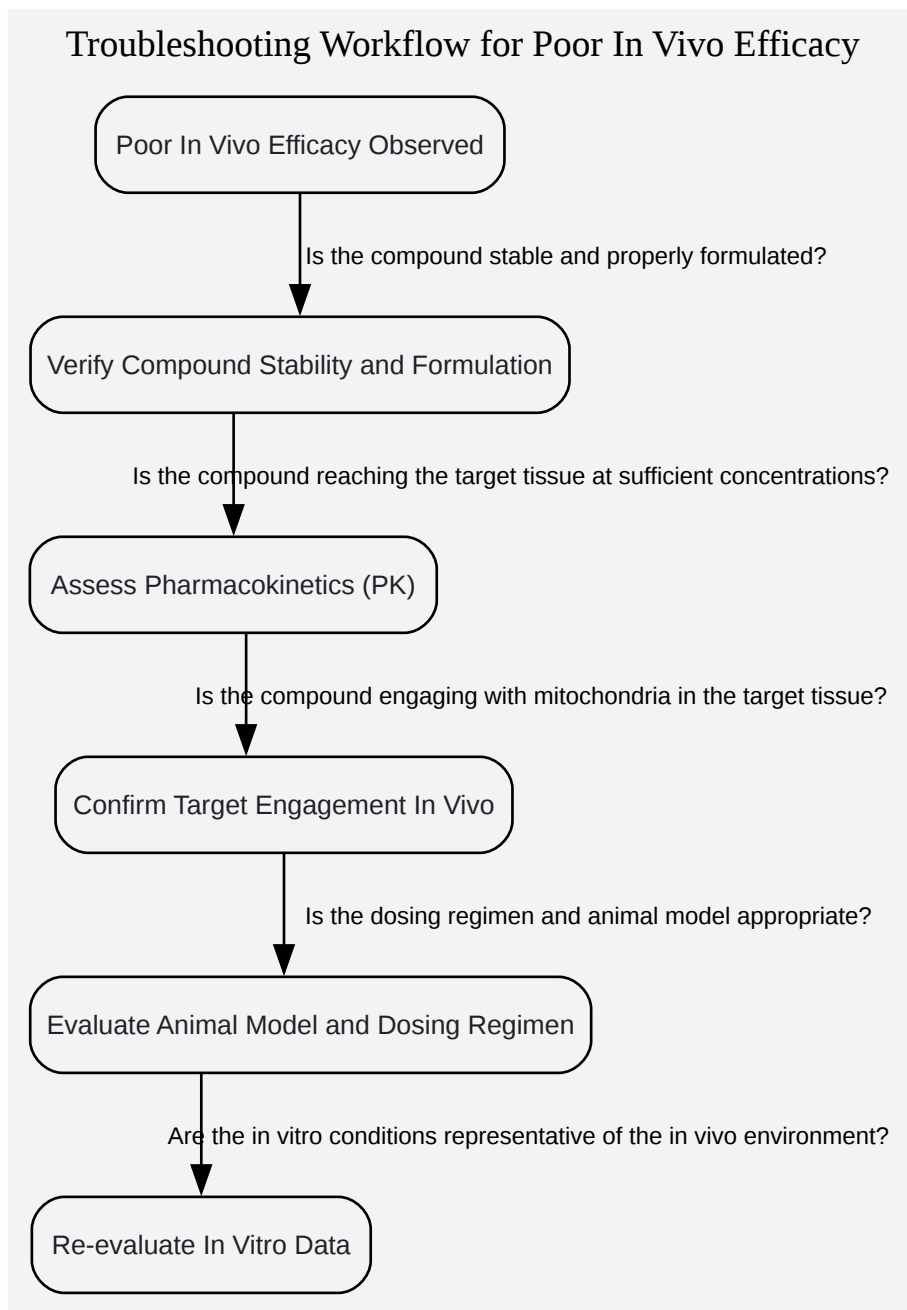 Troubleshooting Workflow for Poor In Vivo Efficacy
Poor In Vivo Efficacy Observed
Is the compound stable and properly formulated?
Verify Compound Stability and Formulation
Is the compound reaching the target tissue at sufficient concentrations?
Assess Pharmacokinetics (PK)
Is the compound engaging with mitochondria in the target tissue?
Confirm Target Engagement In Vivo
Is the dosing regimen and animal model appropriate?
Evaluate Animal Model and Dosing Regimen
Are the in vitro conditions representative of the in vivo environment?
Re-evaluate In Vitro Data